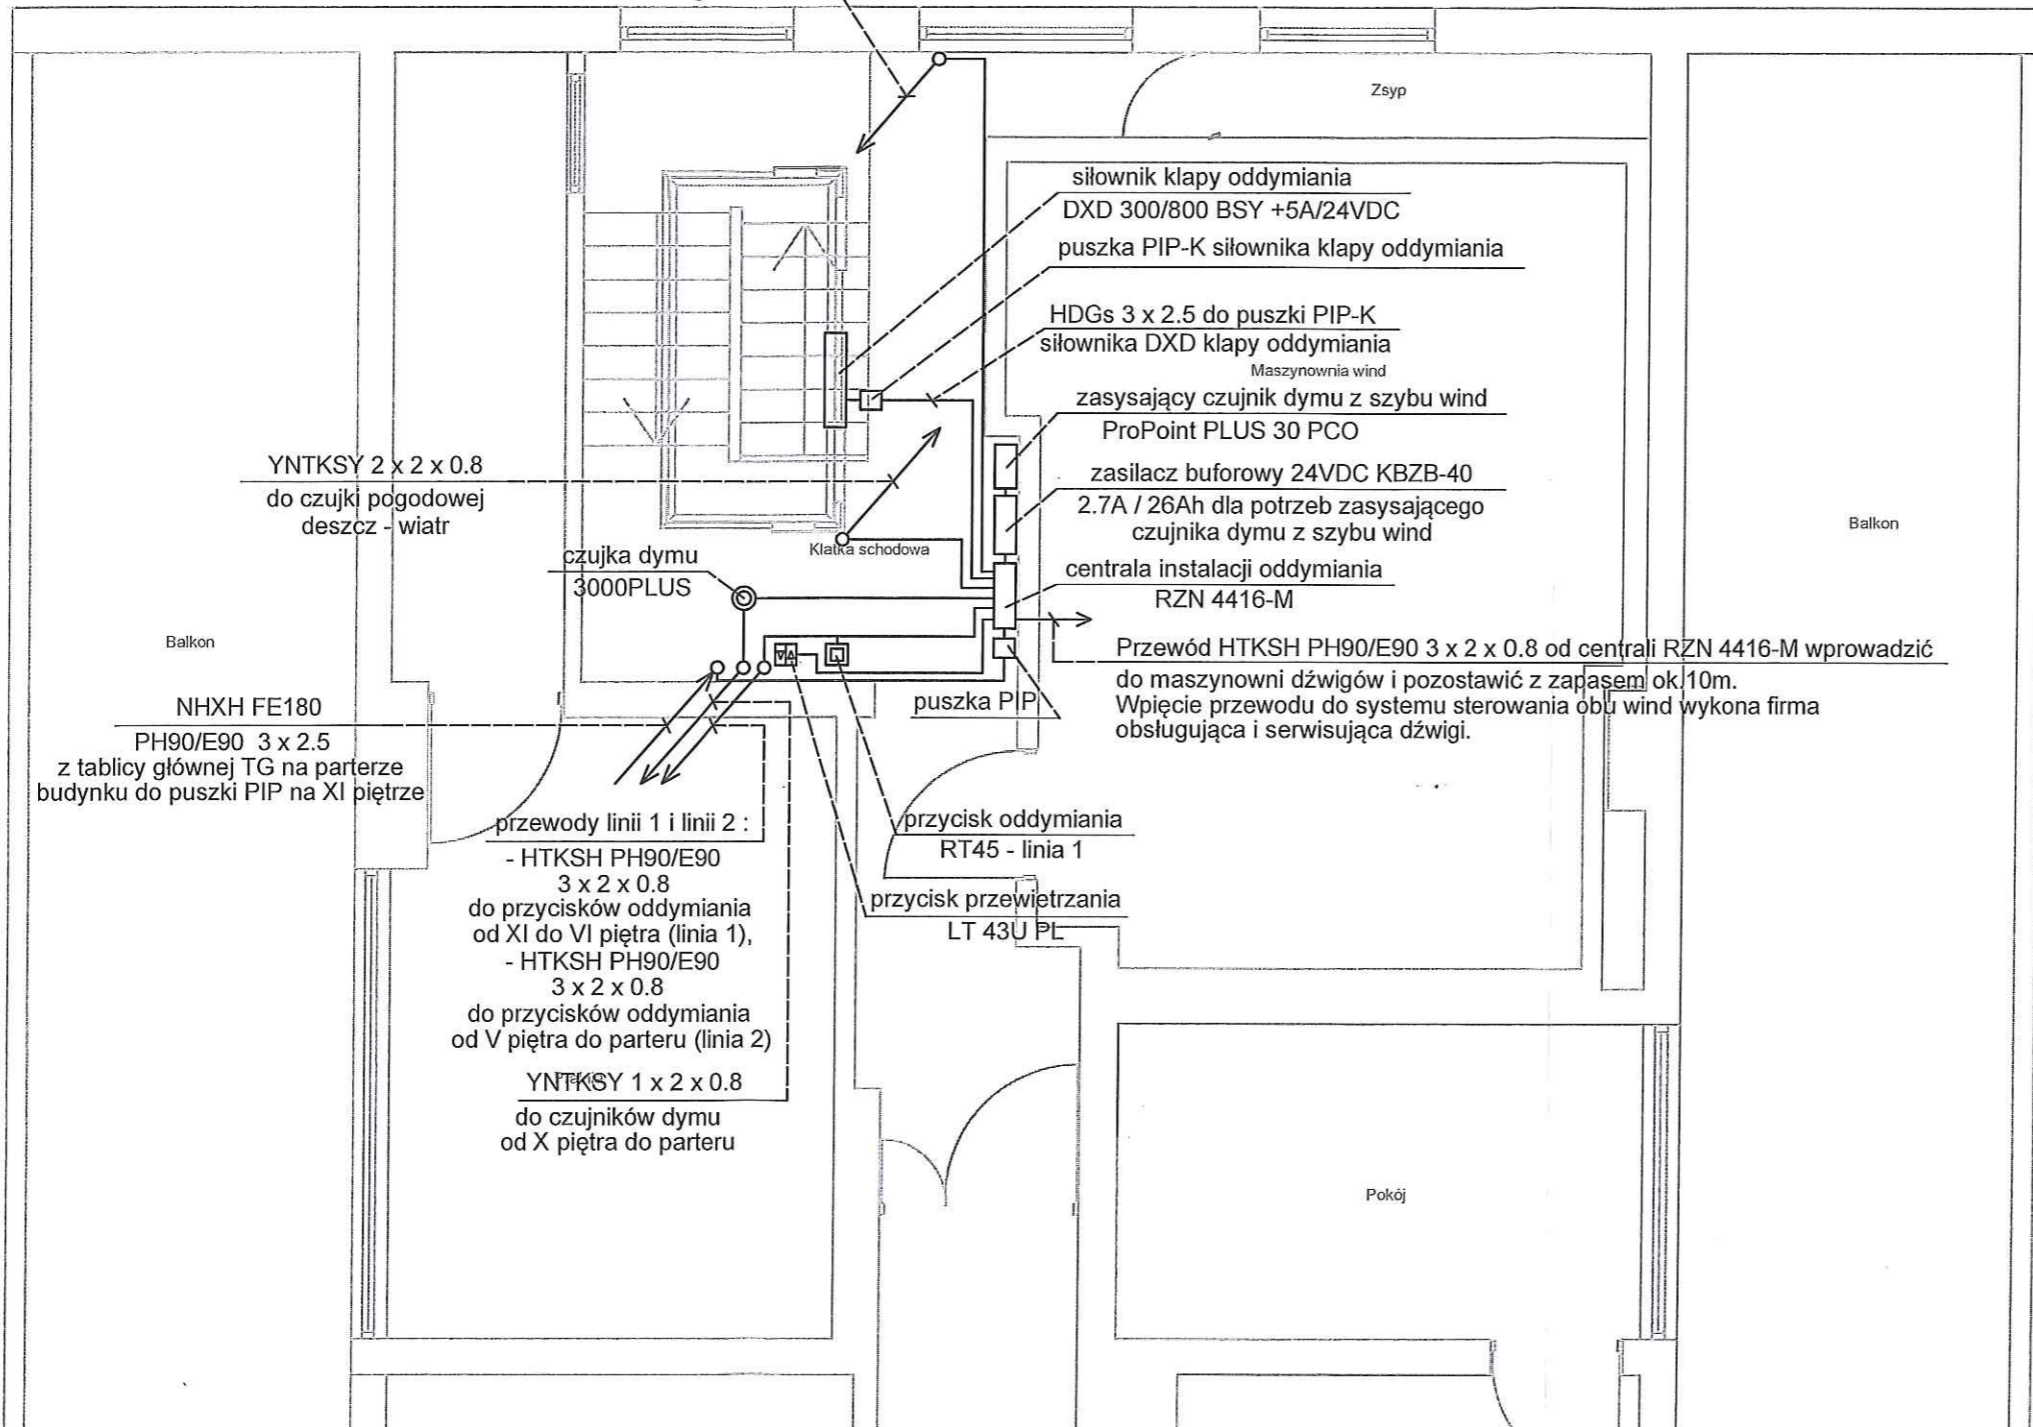 Zsyp
siłownik klapy oddymiania
DXD 300/800 BSY +5A/24VDC
puszka PIP-K siłownika klapy oddymiania
HDGs 3 x 2.5 do puszki PIP-K
siłownika DXD klapy oddymiania
Maszynownia wind
zasysający czujnik dymu z szybu wind
ProPoint PLUS 30 PCO
zasilacz buforowy 24VDC KBZB-40
2.7A / 26Ah dla potrzeb zasysającego
czujnika dymu z szybu wind
centrala instalacji oddymiania
RZN 4416-M
Przewód HTKSH PH90/E90 3 x 2 x 0.8 od centrali RZN 4416-M wprowadzić
do maszynowni dźwigów i pozostawić z zapasem ok.10m.
Wpięcie przewodu do systemu sterowania obu wind wykona firma
obsługująca i serwisująca dźwigi.
Balkon
YNTKSY 2 x 2 x 0.8
do czujki pogodowej
deszcz - wiatr
Klatka schodowa
czujka dymu
3000PLUS
Balkon
NHXH FE180
PH90/E90 3 x 2.5
z tablicy głównej TG na parterze
budynku do puszki PIP na XI piętrze
puszka PIP
przewody linii 1 i linii 2 :
- HTKSH PH90/E90
3 x 2 x 0.8
do przycisków oddymiania
od XI do VI piętra (linia 1),
- HTKSH PH90/E90
3 x 2 x 0.8
do przycisków oddymiania
od V piętra do parteru (linia 2)
YNTKSY 1 x 2 x 0.8
do czujników dymu
od X piętra do parteru
przycisk oddymiania
RT45 - linia 1
przycisk przewietrzania
LT 43U PL
Pokój